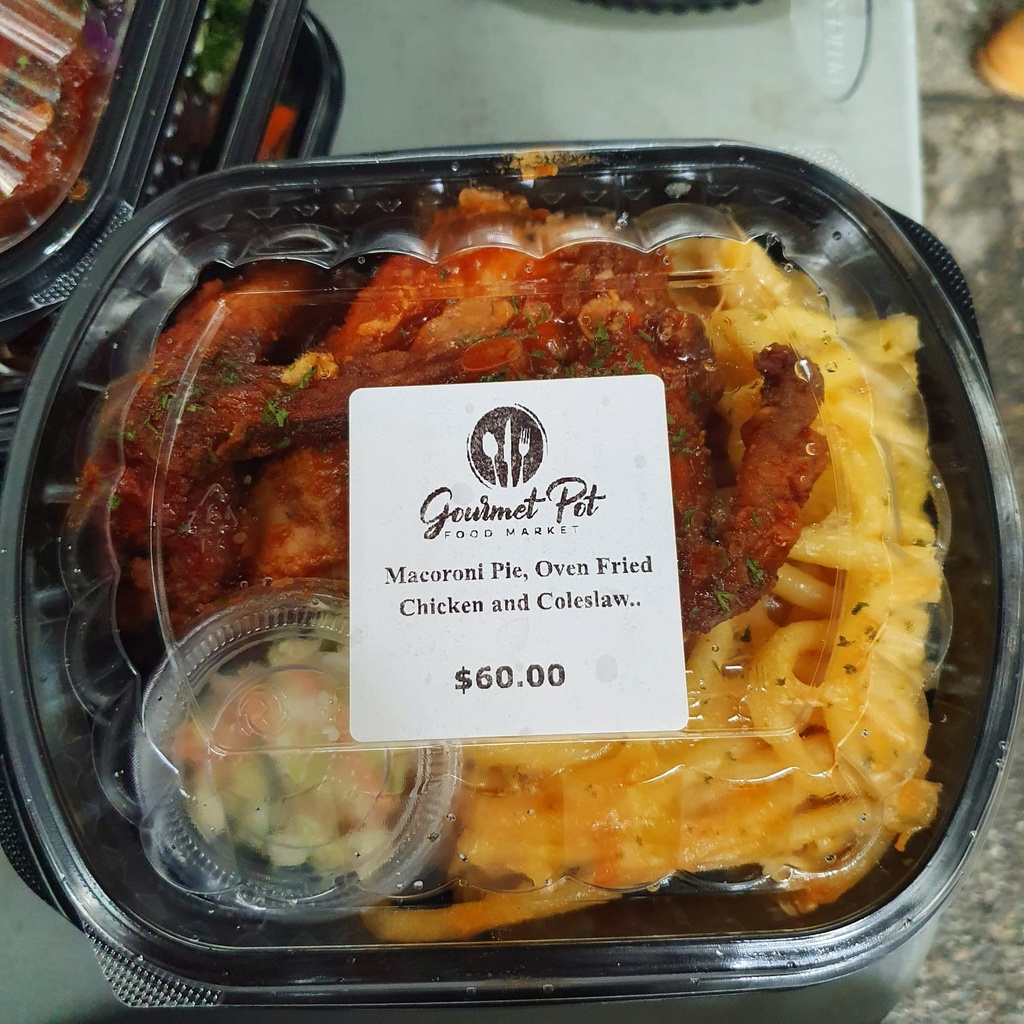 Gourmet Pot
FOOD MARKET
Macoroni Pie, Oven Fried
Chicken and Coleslaw..
$60.00